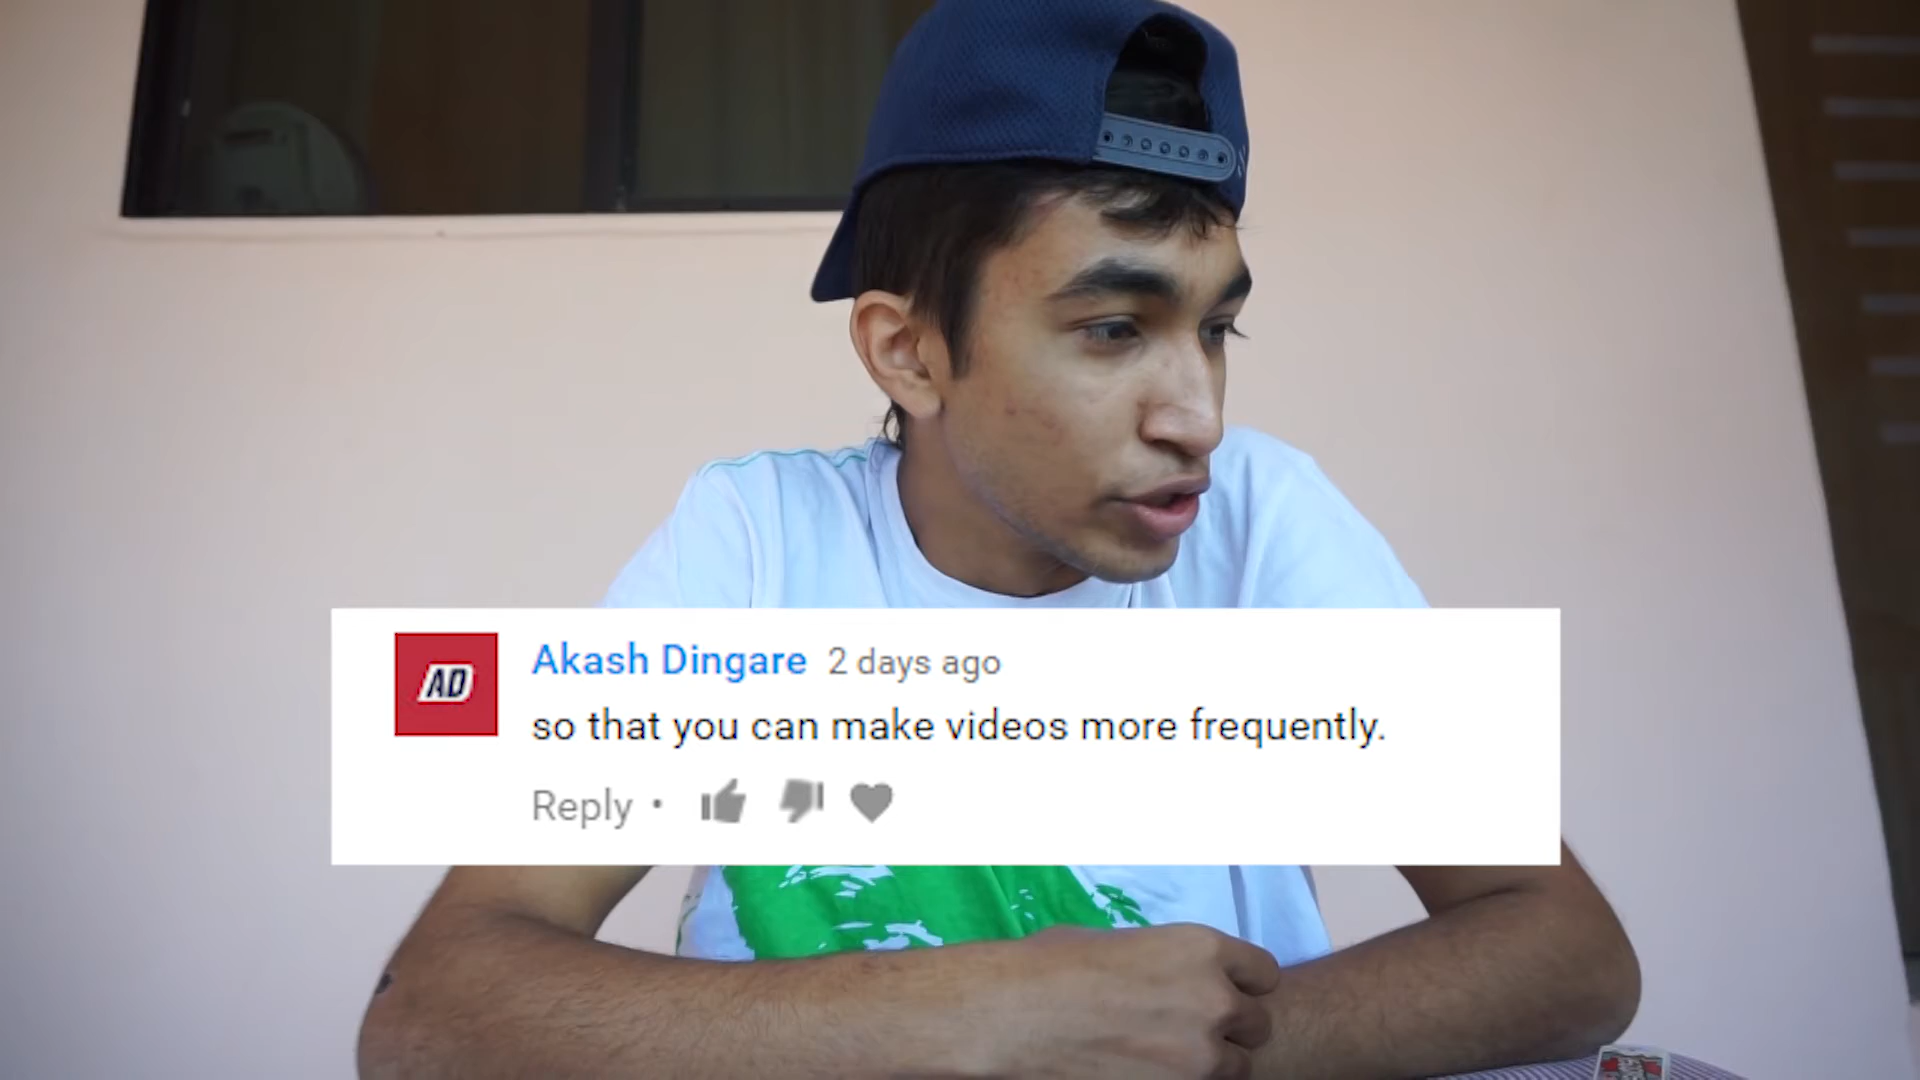 AD
Akash Dingare 2 days ago
so that you can make videos more frequently.
Reply •